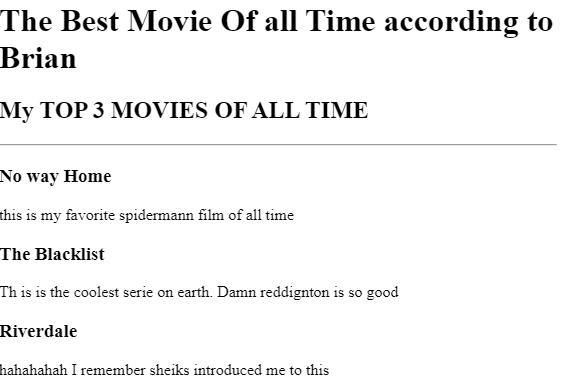 The Best Movie Of all Time according to
Brian
My TOP 3 MOVIES OF ALL TIME
No way Home
this is my favorite spidermann film of all time
The Blacklist
Th is is the coolest serie on earth. Damn reddignton is so good
Riverdale
hahahahah I remember sheiks introduced me to this